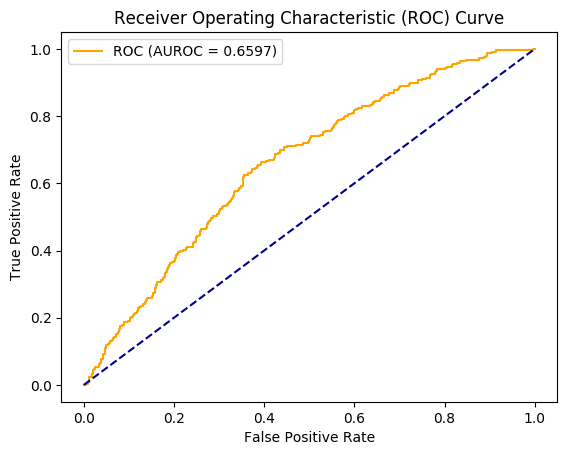 Receiver Operating Characteristic (ROC) Curve
ROC (AUROC = 0.6597)
True Positive Rate
1.0
0.8
0.6
0.4
0.2
0.0
0.0 0.2 0.4 0.6 0.8 1.0
False Positive Rate